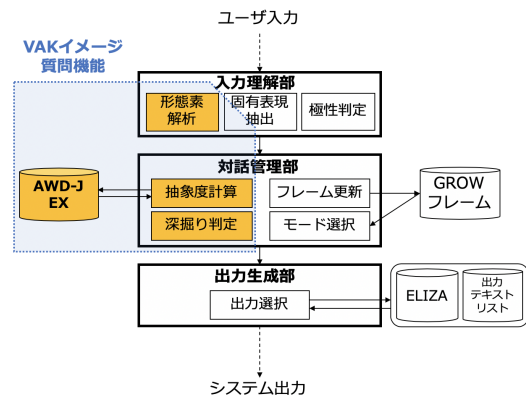 ユーザ入力
VAKイメージ
質問機能
入力理解部
形態素
解析
固有表現
抽出
極性判定
対話管理部
AWD-J
EX
抽象度計算
フレーム更新
GROW
フレーム
深掘り判定
モード選択
出力生成部
出力選択
ELIZA
出力
テキスト
リスト
システム出力